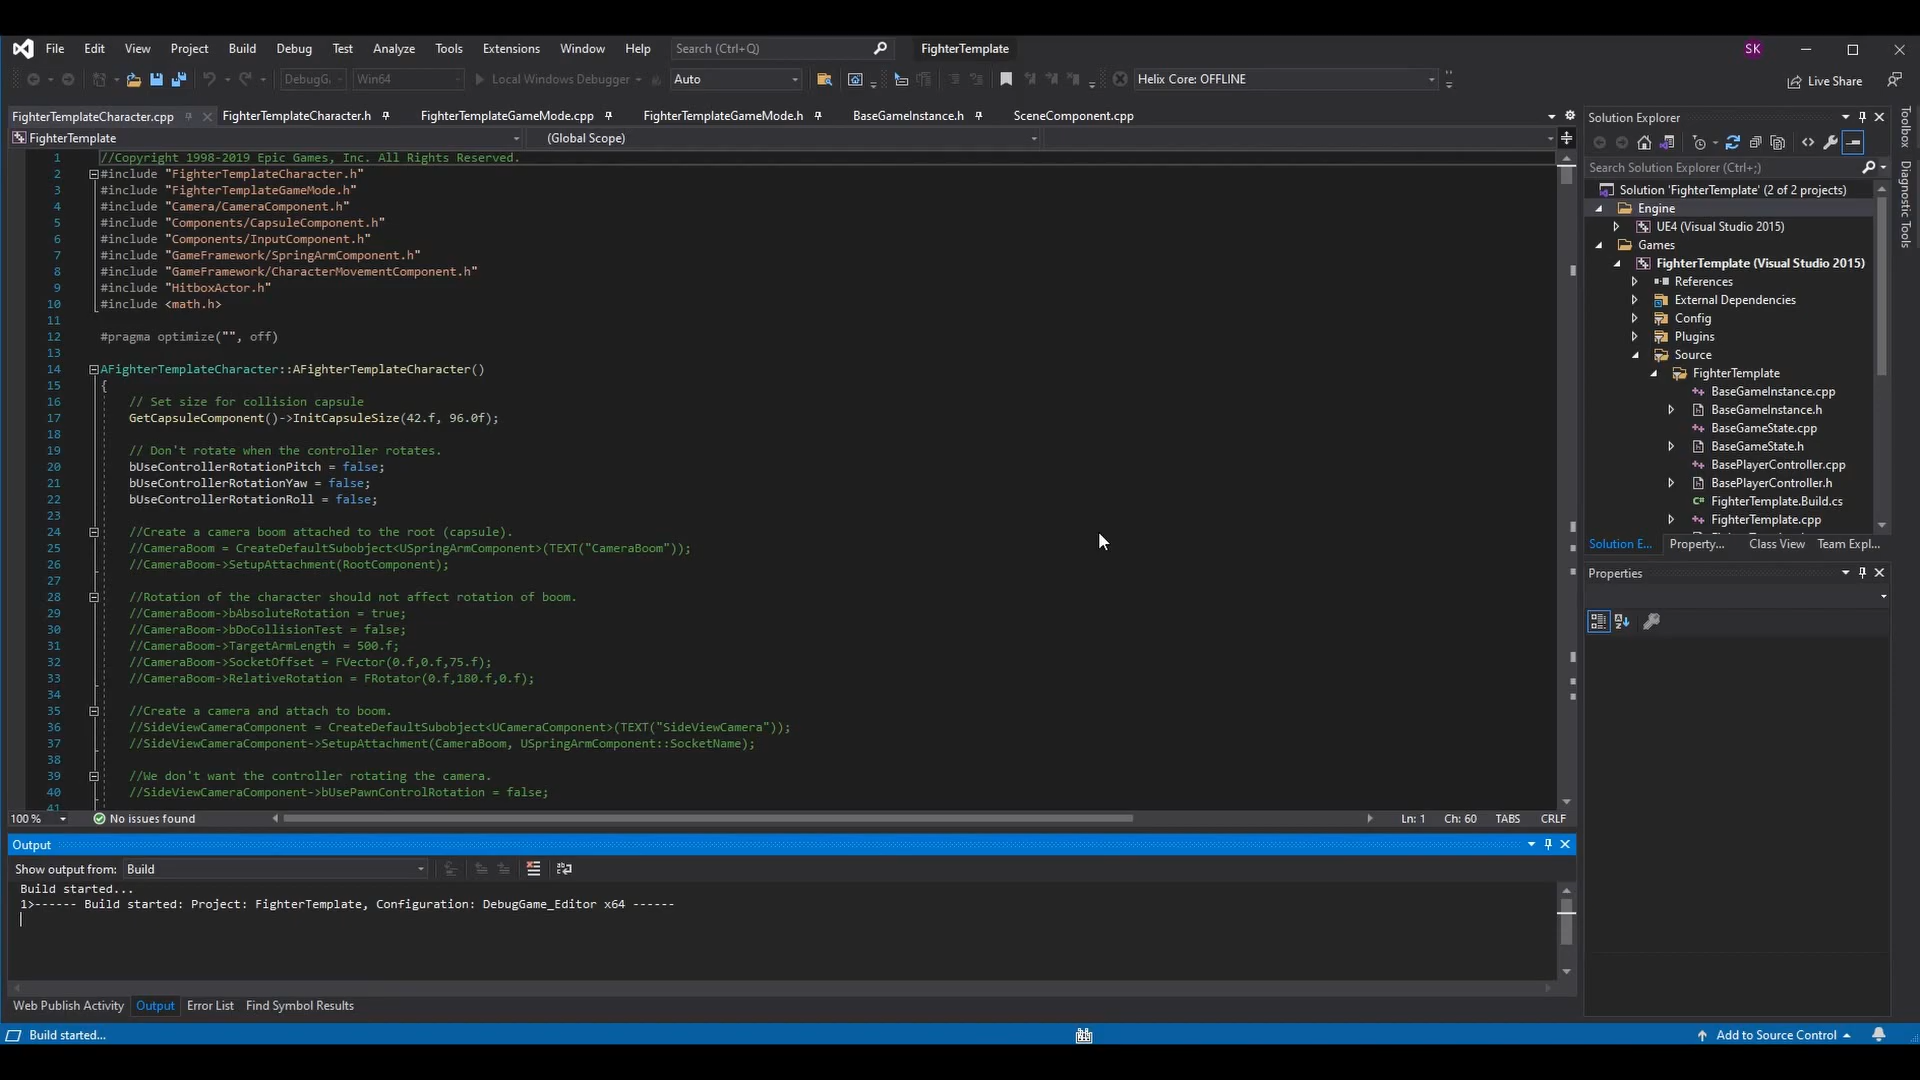 File Edit View Project Build Debug Test Analyze Tools Extensions Window Help Search (Ctrl+Q) FighterTemplate SK
DebugG Win64 Local Windows Debugger Auto Helix Core: OFFLINE Live Share
FighterTemplateCharacter.cpp FighterTemplateCharacter.h FighterTemplateGameMode.cpp FighterTemplateGameMode.h BaseGameInstance.h SceneComponent.cpp
FighterTemplate (Global Scope)
1 //Copyright 1998-2019 Epic Games, Inc. All Rights Reserved.
2 #include "FighterTemplateCharacter.h"
3 #include "FighterTemplateGameMode.h"
4 #include "Camera/CameraComponent.h"
5 #include "Components/CapsuleComponent.h"
6 #include "Components/InputComponent.h"
7 #include "GameFramework/SpringArmComponent.h"
8 #include "GameFramework/CharacterMovementComponent.h"
9 #include "HitboxActor.h"
10 #include <math.h>
11
12 #pragma optimize("", off)
13
14 AFighterTemplateCharacter::AFighterTemplateCharacter()
15 {
16 // Set size for collision capsule
17 GetCapsuleComponent()->InitCapsuleSize(42.f, 96.0f);
18
19 // Don't rotate when the controller rotates.
20 bUseControllerRotationPitch = false;
21 bUseControllerRotationYaw = false;
22 bUseControllerRotationRoll = false;
23
24 //Create a camera boom attached to the root (capsule).
25 //CameraBoom = CreateDefaultSubobject<USpringArmComponent>(TEXT("CameraBoom"));
26 //CameraBoom->SetupAttachment(RootComponent);
27
28 //Rotation of the character should not affect rotation of boom.
29 //CameraBoom->bAbsoluteRotation = true;
30 //CameraBoom->bDoCollisionTest = false;
31 //CameraBoom->TargetArmLength = 500.f;
32 //CameraBoom->SocketOffset = FVector(0.f,0.f,75.f);
33 //CameraBoom->RelativeRotation = FRotator(0.f,180.f,0.f);
34
35 //Create a camera and attach to boom.
36 //SideViewCameraComponent = CreateDefaultSubobject<UCameraComponent>(TEXT("SideViewCamera"));
37 //SideViewCameraComponent->SetupAttachment(CameraBoom, USpringArmComponent::SocketName);
38
39 //We don't want the controller rotating the camera.
40 //SideViewCameraComponent->bUsePawnControlRotation = false;
41
100 % No issues found Ln: 1 Ch: 60 TABS CRLF
Output
Show output from: Build
Build started...
1>------ Build started: Project: FighterTemplate, Configuration: DebugGame_Editor x64 ------
Web Publish Activity Output Error List Find Symbol Results
Build started... Add to Source Control
Solution Explorer
Search Solution Explorer (Ctrl+;)
Solution 'FighterTemplate' (2 of 2 projects)
Engine
UE4 (Visual Studio 2015)
Games
FighterTemplate (Visual Studio 2015)
References
External Dependencies
Config
Plugins
Source
FighterTemplate
BaseGameInstance.cpp
BaseGameInstance.h
BaseGameState.cpp
BaseGameState.h
BasePlayerController.cpp
BasePlayerController.h
FighterTemplate.Build.cs
FighterTemplate.cpp
Solution E... Property... Class View Team Expl...
Properties
Toolbox
Diagnostic Tools